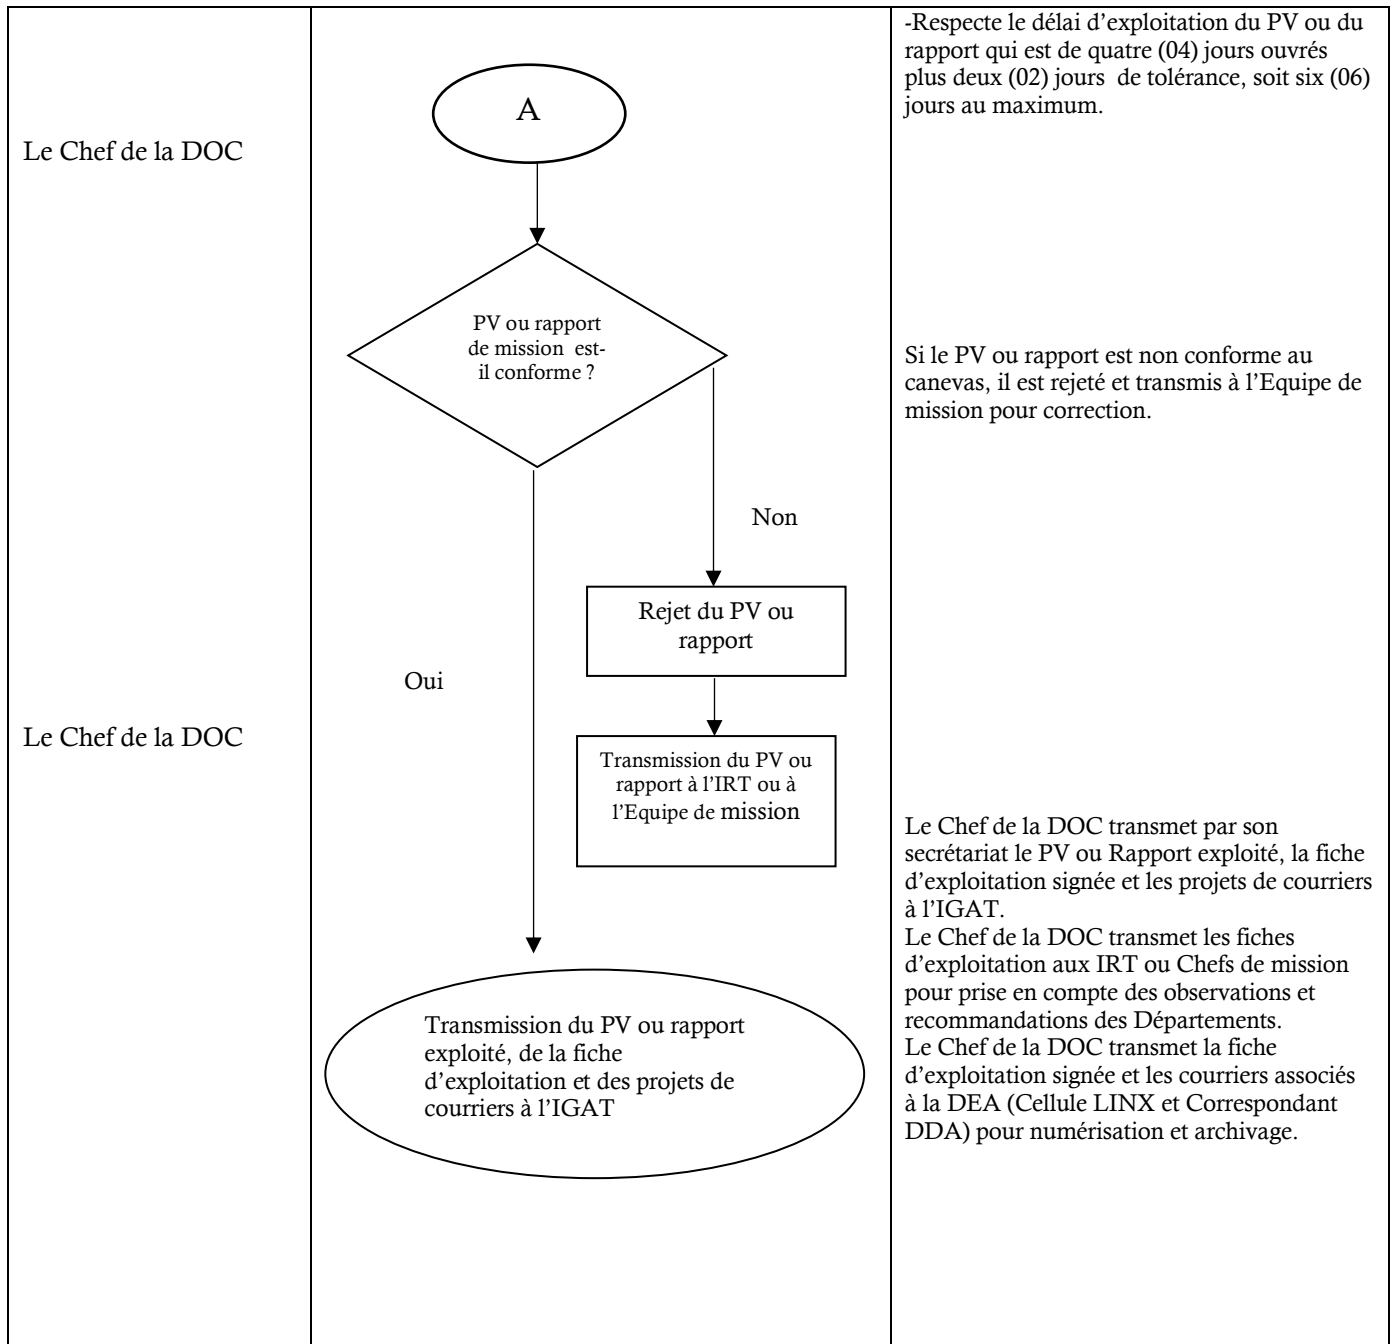 -Respecte le délai d’exploitation du PV ou du
rapport qui est de quatre (04) jours ouvrés
plus deux (02) jours  de tolérance, soit six (06)
jours au maximum.
A
Le Chef de la DOC
PV ou rapport
de mission  est-
il conforme ?
Si le PV ou rapport est non conforme au
canevas, il est rejeté et transmis à l’Equipe de
mission pour correction.
Non
Rejet du PV ou
rapport
Oui
Le Chef de la DOC
Transmission du PV ou
rapport à l’IRT ou à
l’Equipe de mission
Le Chef de la DOC transmet par son
secrétariat le PV ou Rapport exploité, la fiche
d’exploitation signée et les projets de courriers
à l’IGAT.
Le Chef de la DOC transmet les fiches
d’exploitation aux IRT ou Chefs de mission
pour prise en compte des observations et
recommandations des Départements.
Le Chef de la DOC transmet la fiche
d’exploitation signée et les courriers associés
à la DEA (Cellule LINX et Correspondant
DDA) pour numérisation et archivage.
Transmission du PV ou rapport
exploité, de la fiche
d’exploitation et des projets de
courriers à l’IGAT